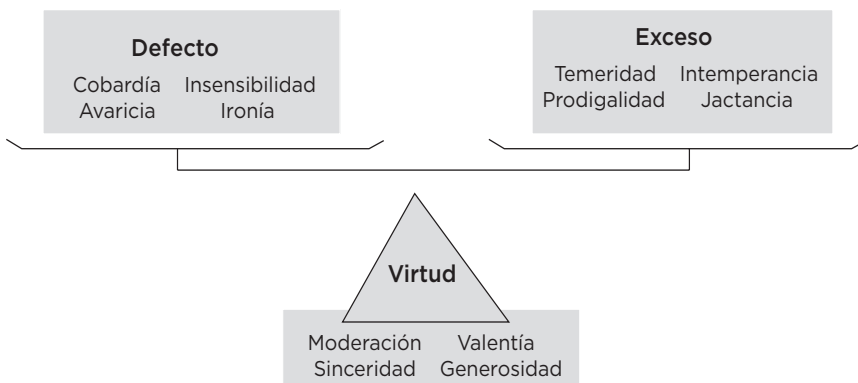 Defecto
Cobardía Insensibilidad
Avaricia Ironía
Exceso
Temeridad Intemperancia
Prodigalidad Jactancia
Virtud
Moderación Valentía
Sinceridad Generosidad